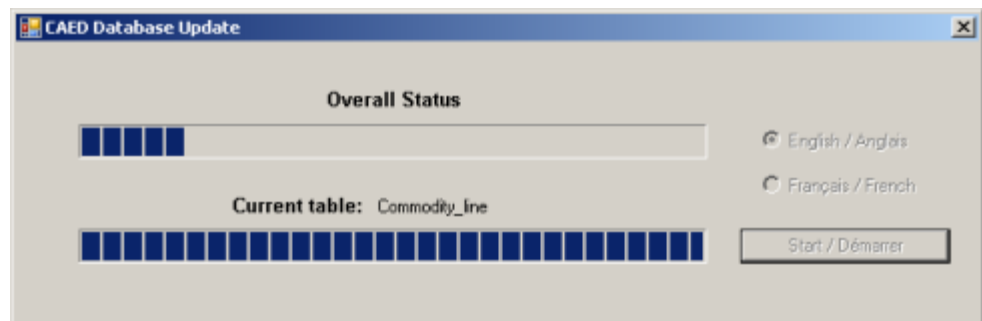 CAED Database Update
Overall Status
English / Anglais
Français / French
Current table: Commodity_line
Start / Démarrer